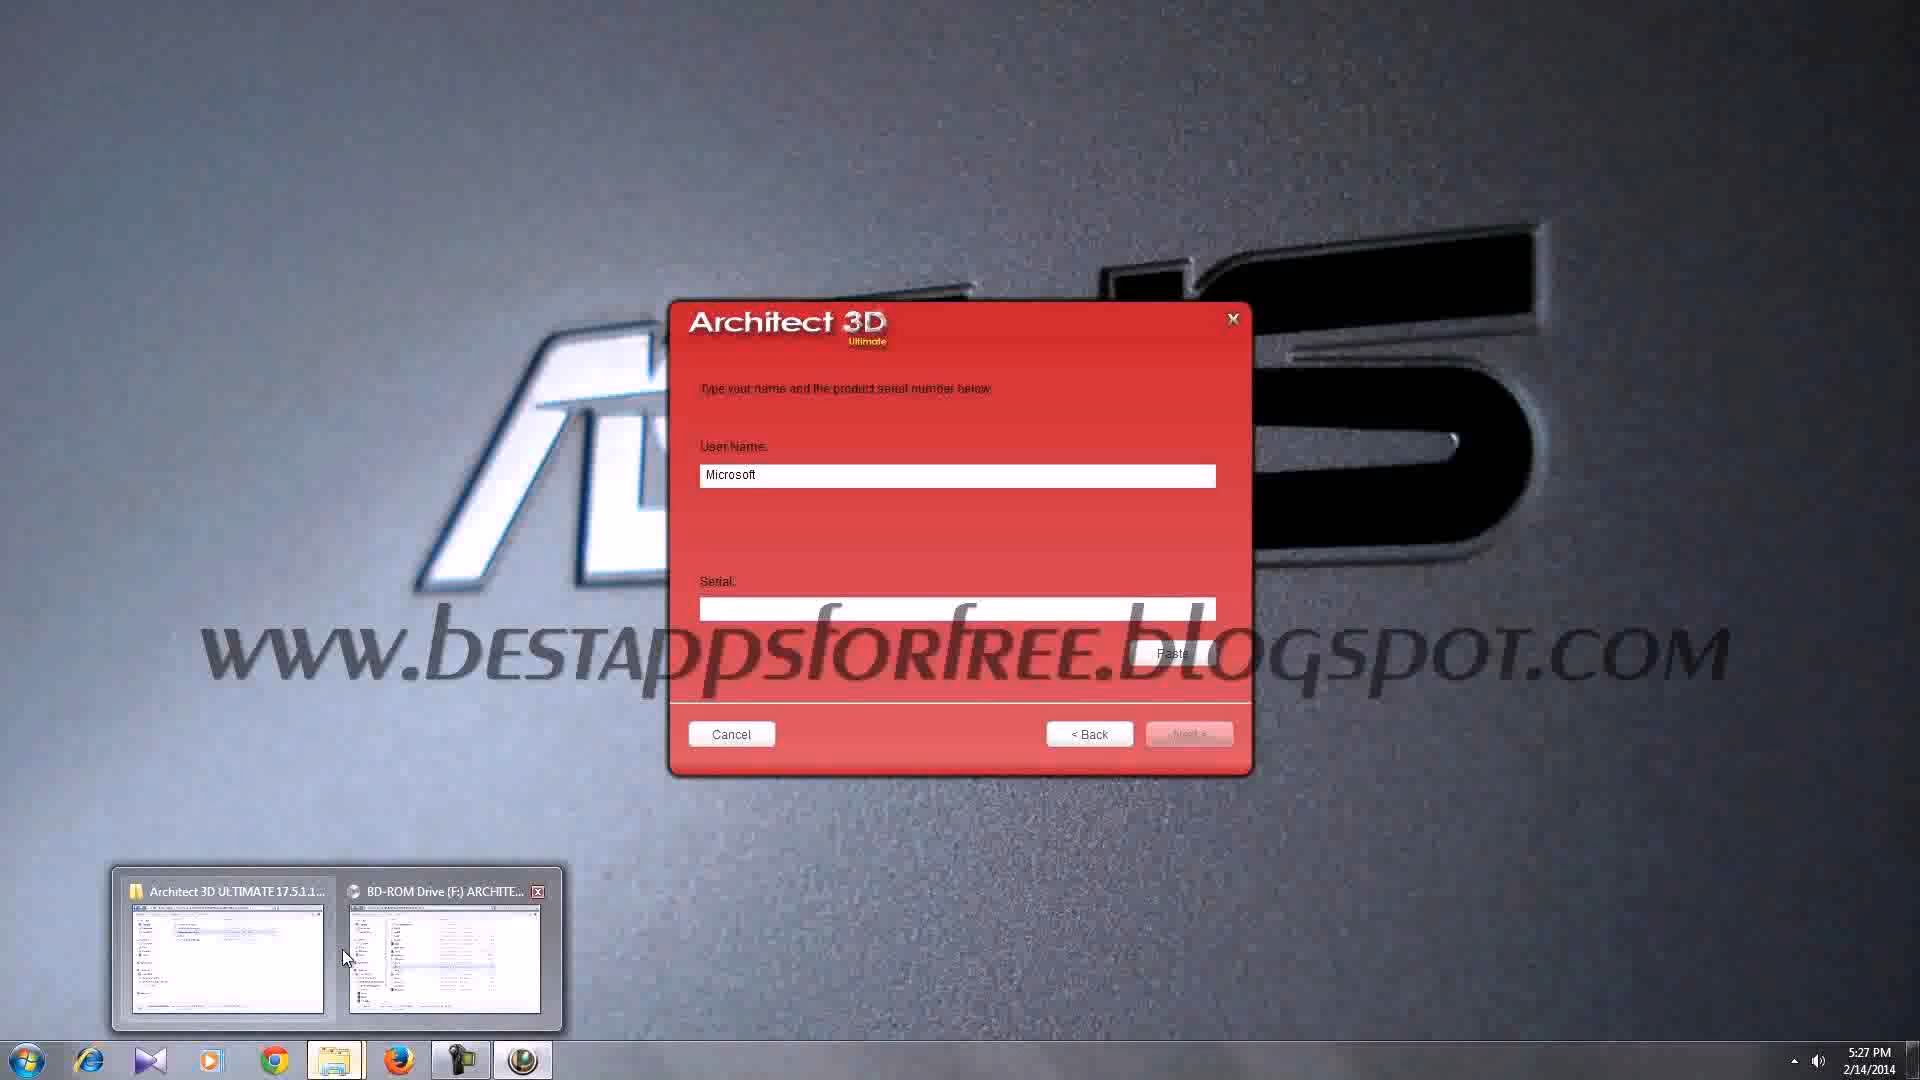 Architect 3D
Ultimate
Type your name and the product serial number below.
User Name:
Microsoft
Serial:
www.bestappsforfree.blogspot.com
Paste
Cancel
< Back
Next >
Architect 3D ULTIMATE 17.5.1.1...
BD-ROM Drive (F:) ARCHITE...
5:27 PM
2/14/2014